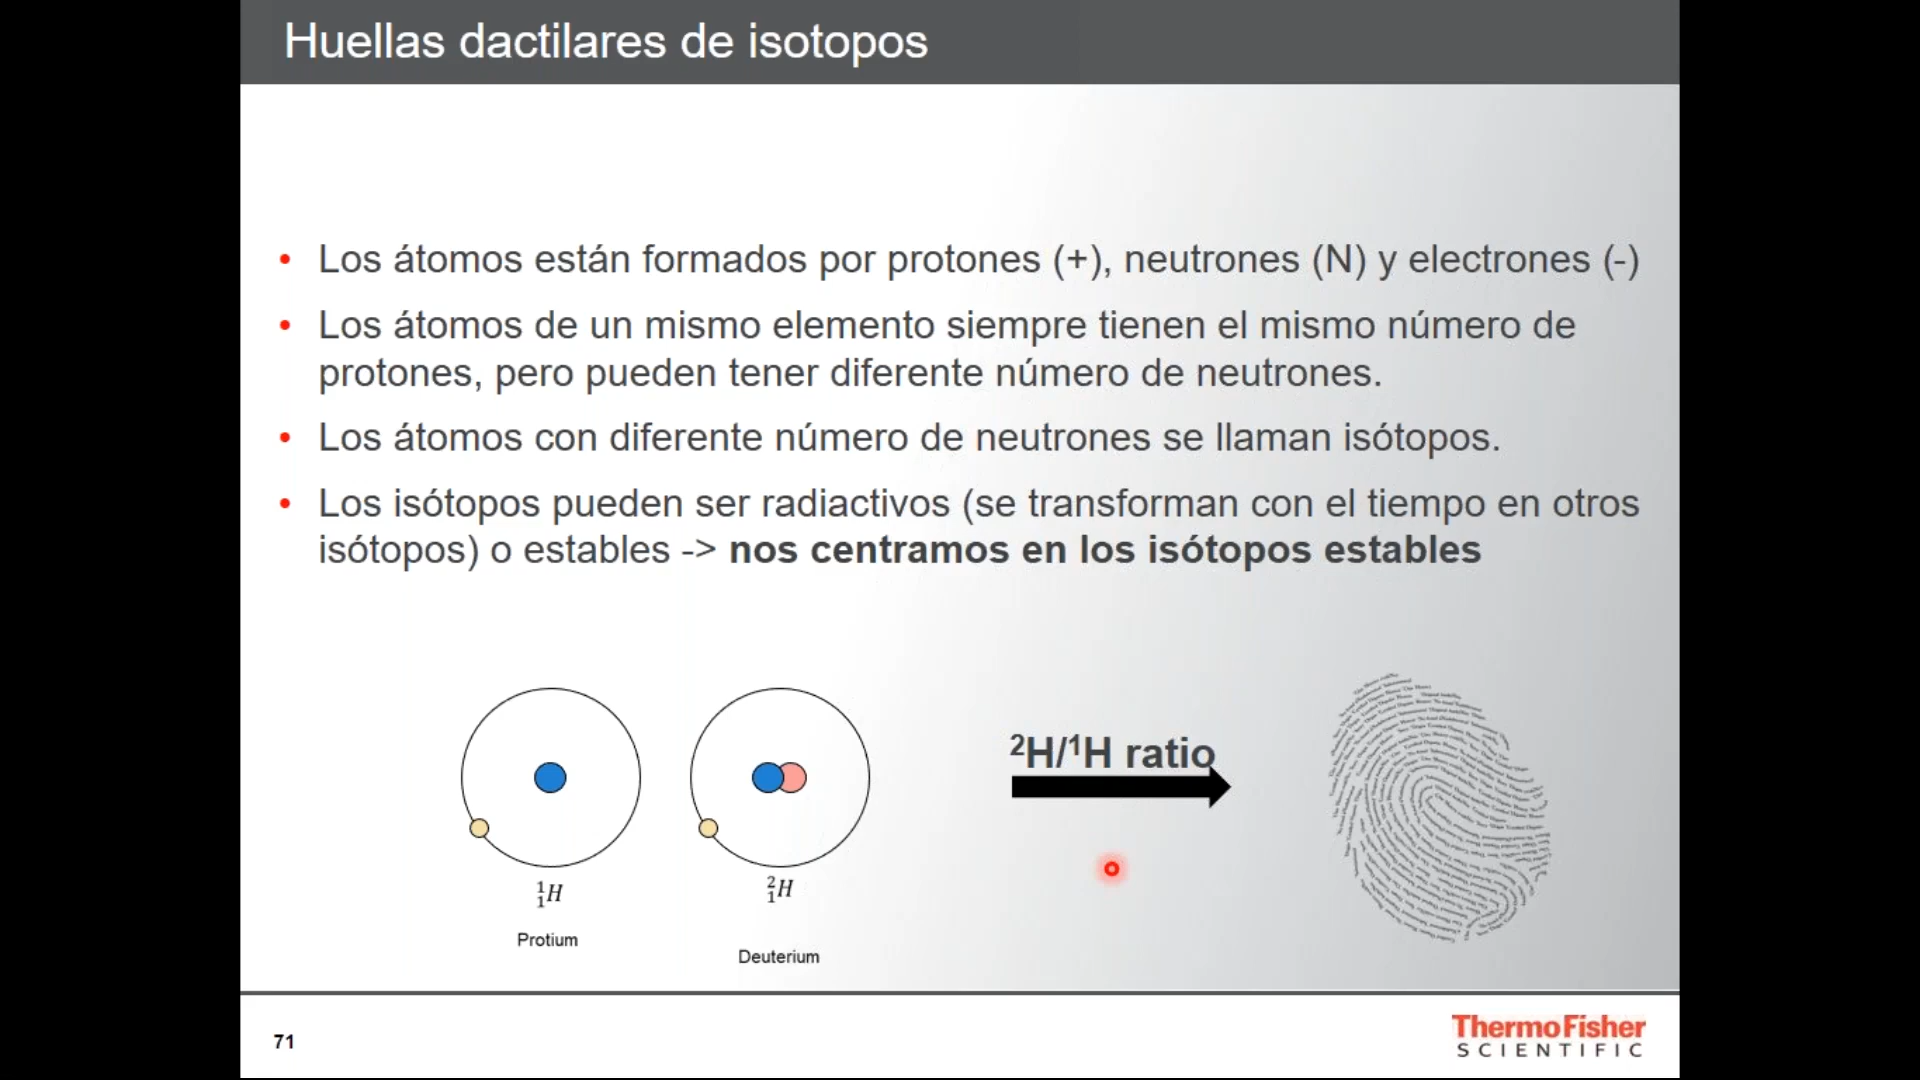 Huellas dactilares de isotopos
• Los átomos están formados por protones (+), neutrones (N) y electrones (-)
• Los átomos de un mismo elemento siempre tienen el mismo número de
protones, pero pueden tener diferente número de neutrones.
• Los átomos con diferente número de neutrones se llaman isótopos.
• Los isótopos pueden ser radiactivos (se transforman con el tiempo en otros
isótopos) o estables -> nos centramos en los isótopos estables
²H/¹H ratio
¹₁H
²₁H
Protium
Deuterium
71
ThermoFisher
SCIENTIFIC